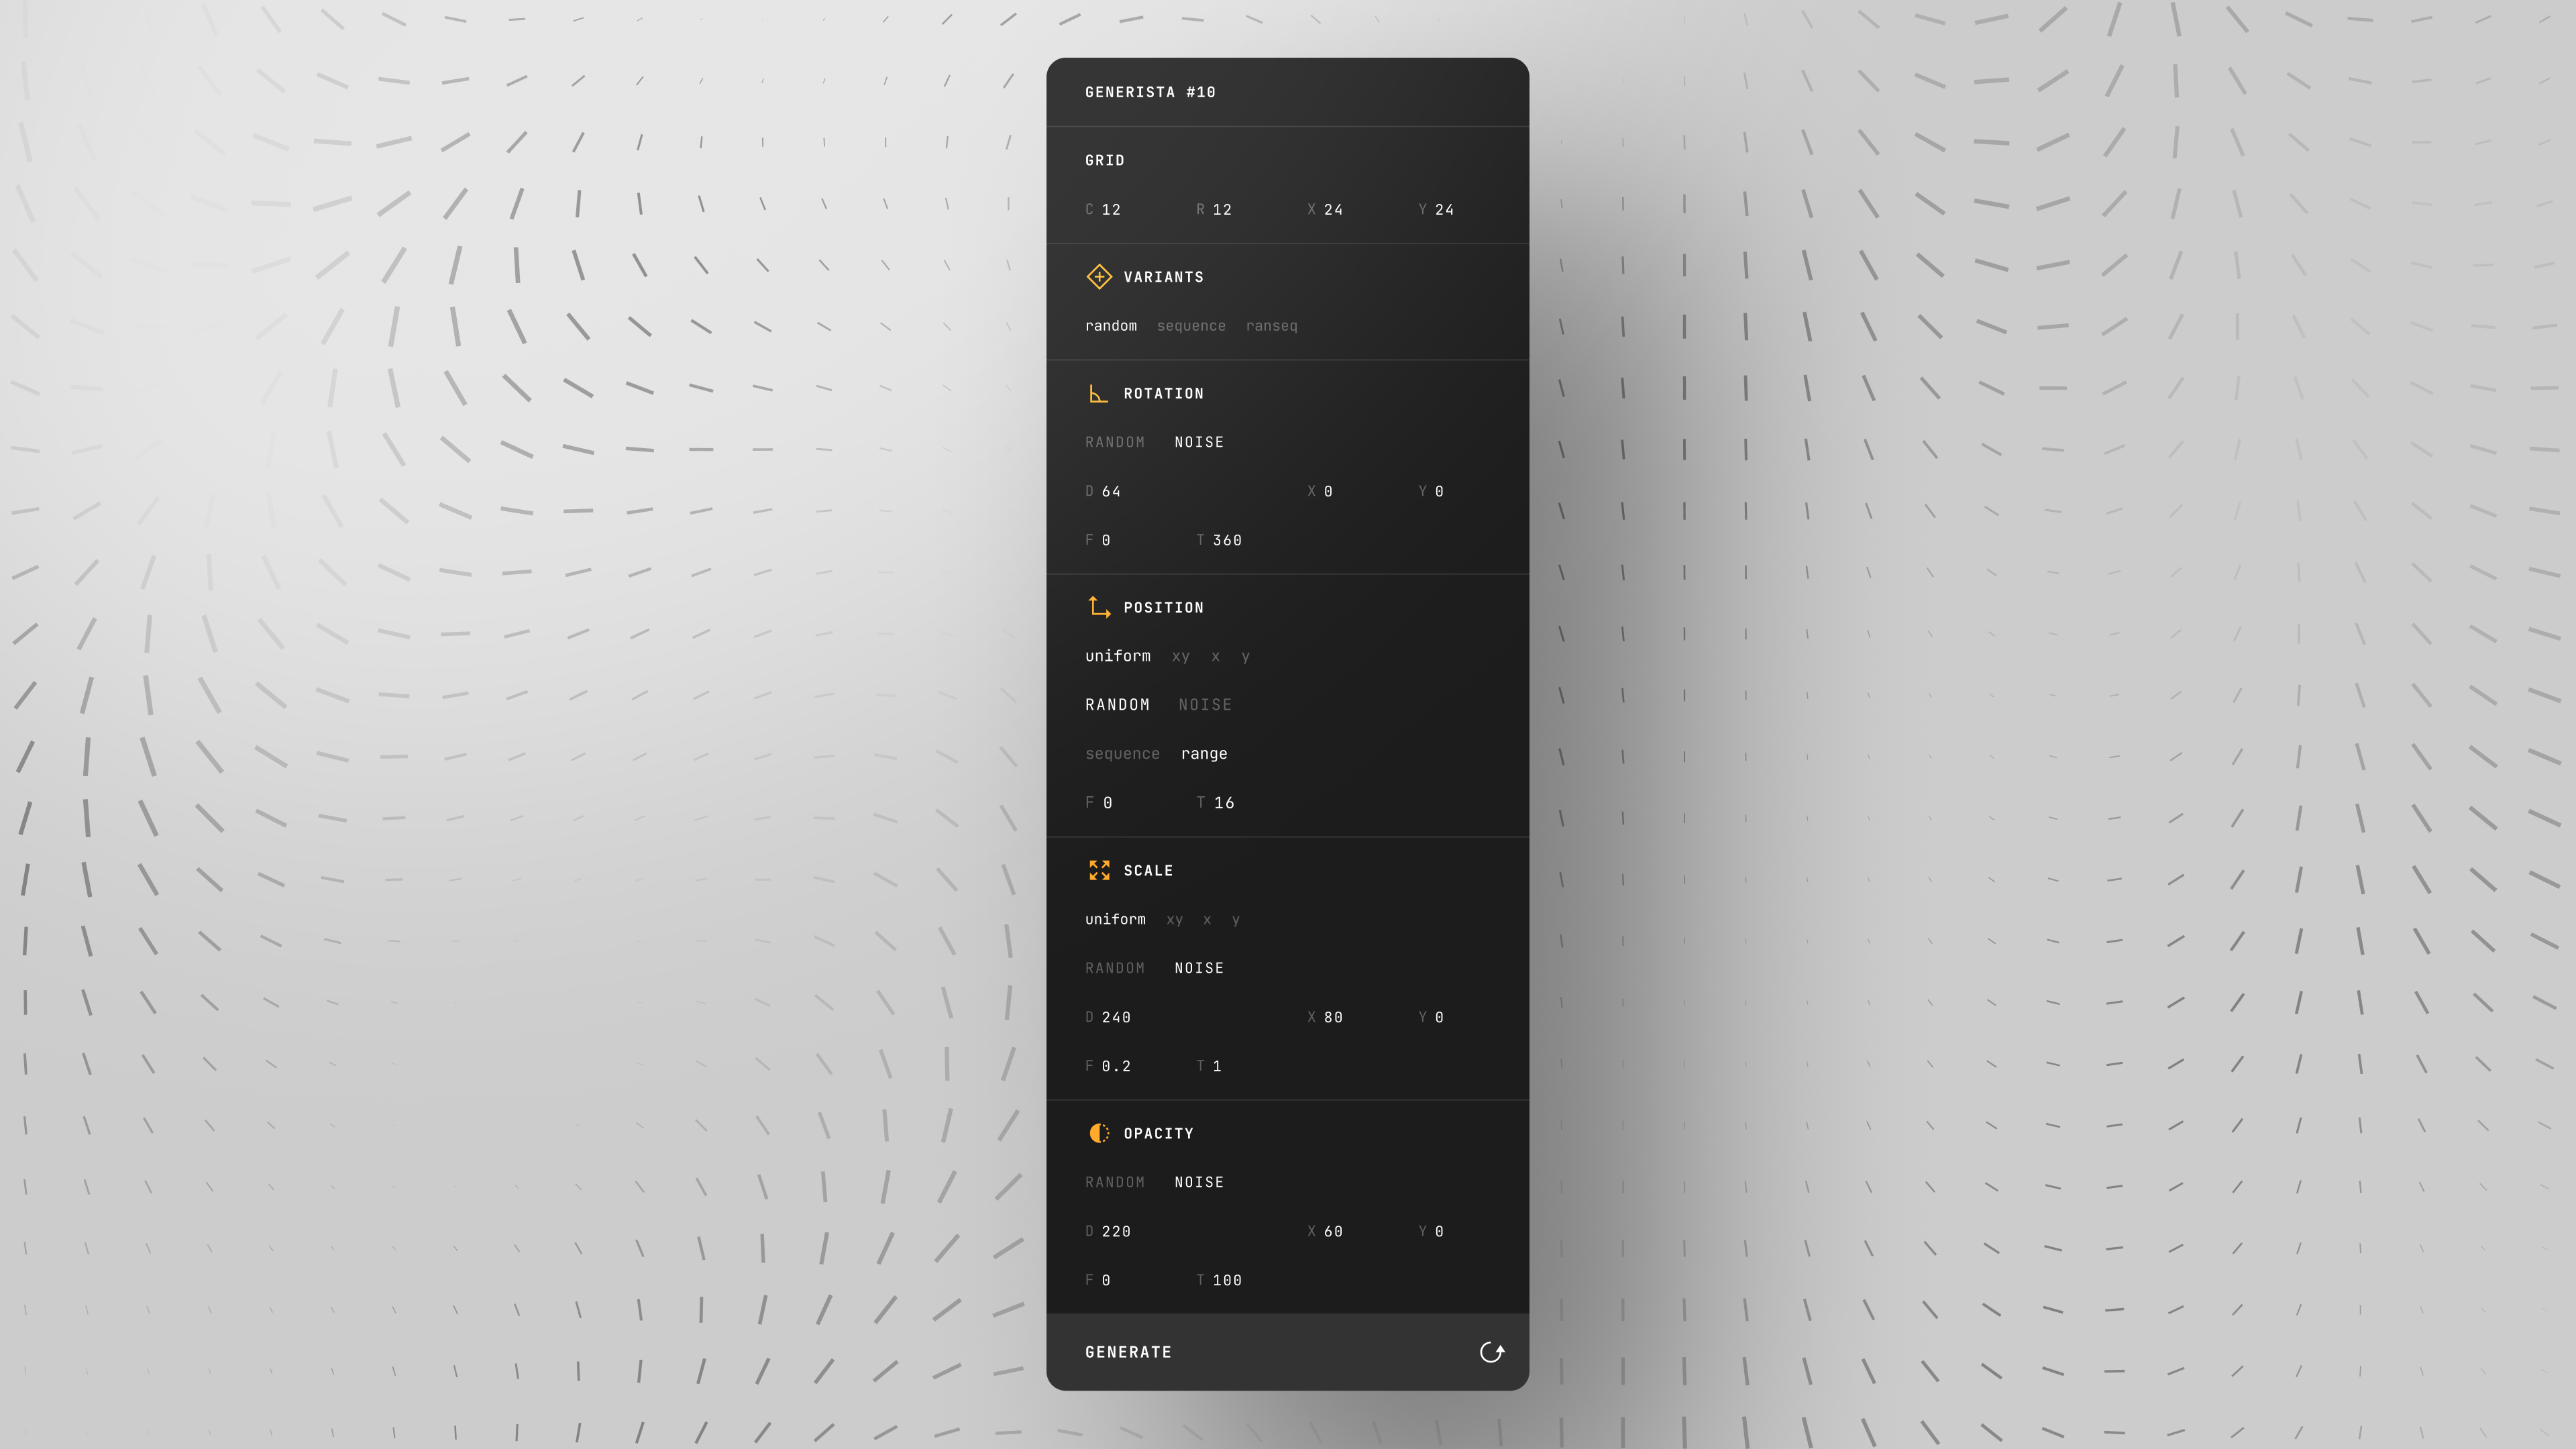 GENERISTA #10
GRID
C 12 R 12 X 24 Y 24
VARIANTS
random sequence ranseq
ROTATION
RANDOM NOISE
D 64 X 0 Y 0
F 0 T 360
POSITION
uniform xy x y
RANDOM NOISE
sequence range
F 0 T 16
SCALE
uniform xy x y
RANDOM NOISE
D 240 X 80 Y 0
F 0.2 T 1
OPACITY
RANDOM NOISE
D 220 X 60 Y 0
F 0 T 100
GENERATE